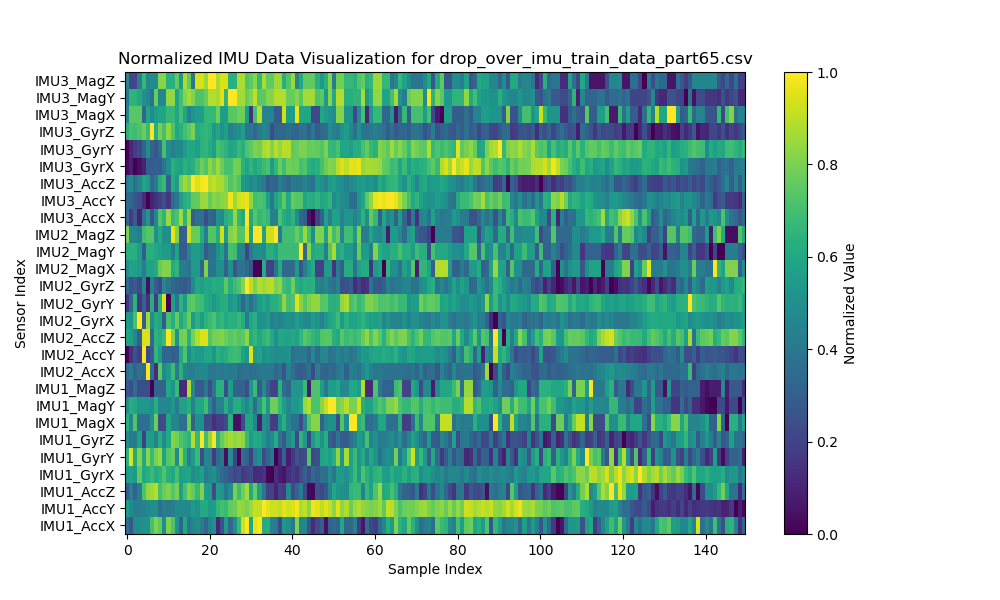 Normalized IMU Data Visualization for drop_over_imu_train_data_part65.csv
IMU3_MagZ
IMU3_MagY
IMU3_MagX
IMU3_GyrZ
IMU3_GyrY
IMU3_GyrX
IMU3_AccZ
IMU3_AccY
IMU3_AccX
IMU2_MagZ
IMU2_MagY
IMU2_MagX
IMU2_GyrZ
IMU2_GyrY
IMU2_GyrX
IMU2_AccZ
IMU2_AccY
IMU2_AccX
IMU1_MagZ
IMU1_MagY
IMU1_MagX
IMU1_GyrZ
IMU1_GyrY
IMU1_GyrX
IMU1_AccZ
IMU1_AccY
IMU1_AccX
Sensor Index
0 20 40 60 80 100 120 140
Sample Index
1.0
0.8
0.6
0.4
0.2
0.0
Normalized Value